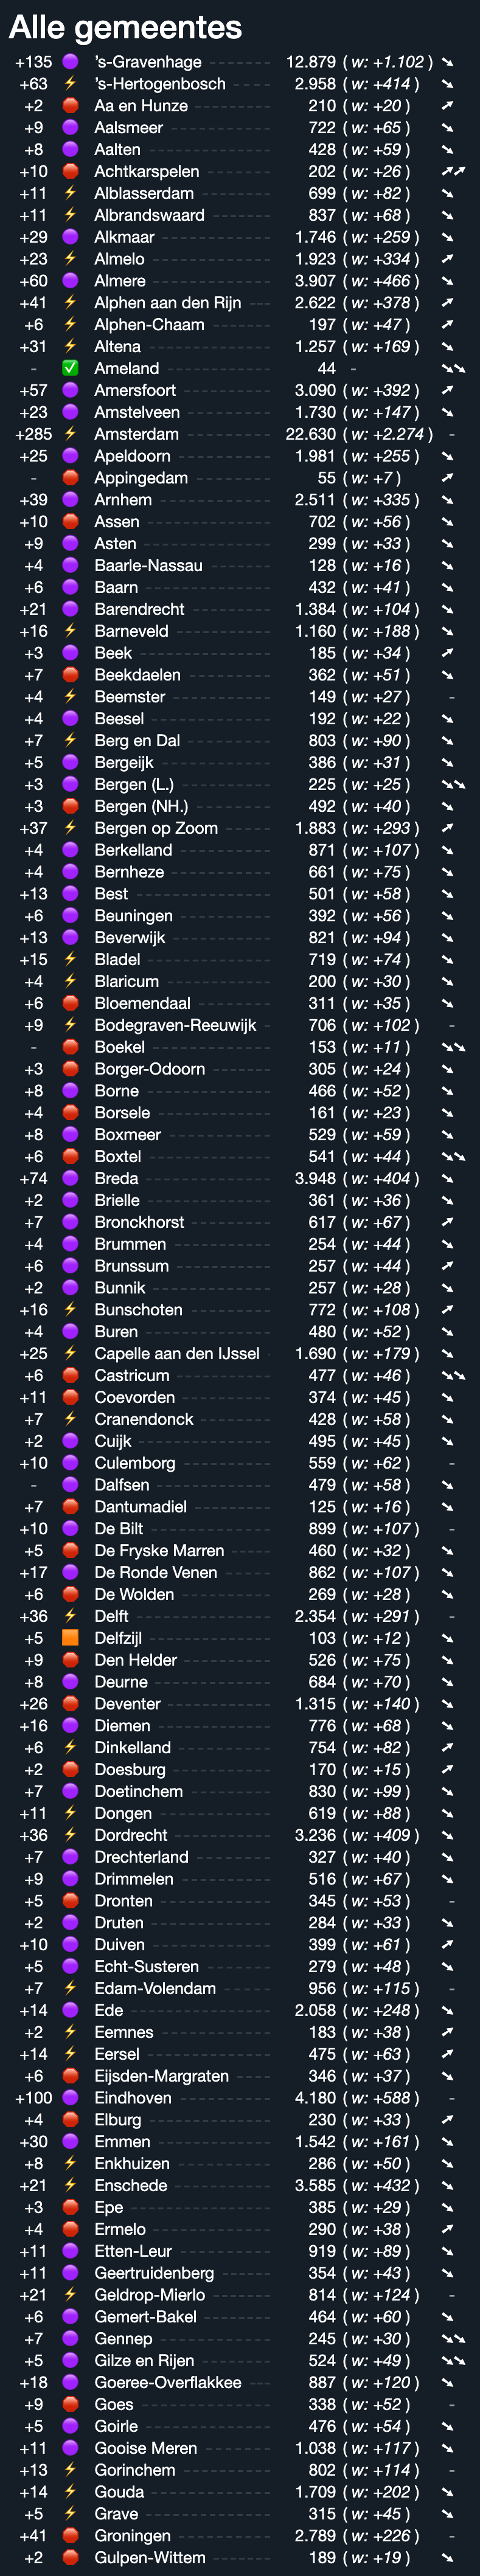 Alle gemeentes
+135 🟣 's-Gravenhage 12.879 ( w: +1.102 ) ↘
+63 ⚡ 's-Hertogenbosch 2.958 ( w: +414 ) ↘
+2 🛑 Aa en Hunze 210 ( w: +20 ) ↗
+9 🟣 Aalsmeer 722 ( w: +65 ) ↘
+8 🟣 Aalten 428 ( w: +59 ) ↘
+10 🛑 Achtkarspelen 202 ( w: +26 ) ↗↗
+11 ⚡ Alblasserdam 699 ( w: +82 ) ↘
+11 ⚡ Albrandswaard 837 ( w: +68 ) ↘
+29 🟣 Alkmaar 1.746 ( w: +259 ) ↘
+23 ⚡ Almelo 1.923 ( w: +334 ) ↗
+60 🟣 Almere 3.907 ( w: +466 ) ↘
+41 ⚡ Alphen aan den Rijn 2.622 ( w: +378 ) ↗
+6 ⚡ Alphen-Chaam 197 ( w: +47 ) ↗
+31 ⚡ Altena 1.257 ( w: +169 ) ↘
- ✅ Ameland 44 - ↘↘
+57 🟣 Amersfoort 3.090 ( w: +392 ) ↗
+23 🟣 Amstelveen 1.730 ( w: +147 ) ↘
+285 ⚡ Amsterdam 22.630 ( w: +2.274 ) -
+25 🟣 Apeldoorn 1.981 ( w: +255 ) ↘
- 🛑 Appingedam 55 ( w: +7 ) ↗
+39 🟣 Arnhem 2.511 ( w: +335 ) ↘
+10 🛑 Assen 702 ( w: +56 ) ↘
+9 🟣 Asten 299 ( w: +33 ) ↘
+4 🟣 Baarle-Nassau 128 ( w: +16 ) ↘
+6 🟣 Baarn 432 ( w: +41 ) ↘
+21 🟣 Barendrecht 1.384 ( w: +104 ) ↘
+16 ⚡ Barneveld 1.160 ( w: +188 ) ↘
+3 🟣 Beek 185 ( w: +34 ) ↗
+7 🛑 Beekdaelen 362 ( w: +51 ) ↘
+4 ⚡ Beemster 149 ( w: +27 ) -
+4 🟣 Beesel 192 ( w: +22 ) ↘
+7 ⚡ Berg en Dal 803 ( w: +90 ) ↘
+5 🟣 Bergeijk 386 ( w: +31 ) ↘
+3 🟣 Bergen (L.) 225 ( w: +25 ) ↘↘
+3 🛑 Bergen (NH.) 492 ( w: +40 ) ↘
+37 ⚡ Bergen op Zoom 1.883 ( w: +293 ) ↗
+4 🟣 Berkelland 871 ( w: +107 ) ↘
+4 🟣 Bernheze 661 ( w: +75 ) ↘
+13 🟣 Best 501 ( w: +58 ) ↘
+6 🟣 Beuningen 392 ( w: +56 ) ↘
+13 🟣 Beverwijk 821 ( w: +94 ) ↘
+15 ⚡ Bladel 719 ( w: +74 ) ↘
+4 ⚡ Blaricum 200 ( w: +30 ) ↘
+6 🛑 Bloemendaal 311 ( w: +35 ) ↘
+9 ⚡ Bodegraven-Reeuwijk 706 ( w: +102 ) -
- 🛑 Boekel 153 ( w: +11 ) ↘↘
+3 🛑 Borger-Odoorn 305 ( w: +24 ) ↘
+8 🟣 Borne 466 ( w: +52 ) ↘
+4 🛑 Borsele 161 ( w: +23 ) ↘
+8 🟣 Boxmeer 529 ( w: +59 ) ↘
+6 🛑 Boxtel 541 ( w: +44 ) ↘↘
+74 🟣 Breda 3.948 ( w: +404 ) ↘
+2 🟣 Brielle 361 ( w: +36 ) ↘
+7 🟣 Bronckhorst 617 ( w: +67 ) ↗
+4 🟣 Brummen 254 ( w: +44 ) ↘
+6 🟣 Brunssum 257 ( w: +44 ) ↗
+2 🟣 Bunnik 257 ( w: +28 ) ↘
+16 ⚡ Bunschoten 772 ( w: +108 ) ↗
+4 🟣 Buren 480 ( w: +52 ) ↘
+25 ⚡ Capelle aan den IJssel 1.690 ( w: +179 ) ↘
+6 🛑 Castricum 477 ( w: +46 ) ↘↘
+11 🛑 Coevorden 374 ( w: +45 ) ↘
+7 ⚡ Cranendonck 428 ( w: +58 ) ↘
+2 🟣 Cuijk 495 ( w: +45 ) ↘
+10 🟣 Culemborg 559 ( w: +62 ) -
- 🟣 Dalfsen 479 ( w: +58 ) ↘
+7 🛑 Dantumadiel 125 ( w: +16 ) ↘
+10 🟣 De Bilt 899 ( w: +107 ) -
+5 🛑 De Fryske Marren 460 ( w: +32 ) ↘
+17 🟣 De Ronde Venen 862 ( w: +107 ) ↘
+6 🛑 De Wolden 269 ( w: +28 ) ↘
+36 ⚡ Delft 2.354 ( w: +291 ) -
+5 🟧 Delfzijl 103 ( w: +12 ) ↘
+9 🛑 Den Helder 526 ( w: +75 ) ↘
+8 🟣 Deurne 684 ( w: +70 ) ↘
+26 🛑 Deventer 1.315 ( w: +140 ) ↘
+16 🟣 Diemen 776 ( w: +68 ) ↘
+6 ⚡ Dinkelland 754 ( w: +82 ) ↗
+2 🛑 Doesburg 170 ( w: +15 ) ↗
+7 🟣 Doetinchem 830 ( w: +99 ) ↘
+11 ⚡ Dongen 619 ( w: +88 ) ↘
+36 ⚡ Dordrecht 3.236 ( w: +409 ) ↘
+7 🟣 Drechterland 327 ( w: +40 ) ↘
+9 🟣 Drimmelen 516 ( w: +67 ) ↘
+5 🛑 Dronten 345 ( w: +53 ) -
+2 🟣 Druten 284 ( w: +33 ) ↘
+10 🟣 Duiven 399 ( w: +61 ) ↗
+5 🟣 Echt-Susteren 279 ( w: +48 ) ↘
+7 ⚡ Edam-Volendam 956 ( w: +115 ) -
+14 🟣 Ede 2.058 ( w: +248 ) ↘
+2 ⚡ Eemnes 183 ( w: +38 ) ↗
+14 ⚡ Eersel 475 ( w: +63 ) ↗
+6 🛑 Eijsden-Margraten 346 ( w: +37 ) ↘
+100 🟣 Eindhoven 4.180 ( w: +588 ) -
+4 🛑 Elburg 230 ( w: +33 ) ↗
+30 🟣 Emmen 1.542 ( w: +161 ) ↘
+8 ⚡ Enkhuizen 286 ( w: +50 ) ↘
+21 ⚡ Enschede 3.585 ( w: +432 ) ↘
+3 🛑 Epe 385 ( w: +29 ) ↘
+4 🛑 Ermelo 290 ( w: +38 ) ↗
+11 🟣 Etten-Leur 919 ( w: +89 ) ↘
+11 🟣 Geertruidenberg 354 ( w: +43 ) ↘
+21 ⚡ Geldrop-Mierlo 814 ( w: +124 ) -
+6 🟣 Gemert-Bakel 464 ( w: +60 ) ↘
+7 🟣 Gennep 245 ( w: +30 ) ↘↘
+5 🟣 Gilze en Rijen 524 ( w: +49 ) ↘↘
+18 🟣 Goeree-Overflakkee 887 ( w: +120 ) ↘
+9 🛑 Goes 338 ( w: +52 ) -
+5 🟣 Goirle 476 ( w: +54 ) ↘
+11 🟣 Gooise Meren 1.038 ( w: +117 ) ↘
+13 ⚡ Gorinchem 802 ( w: +114 ) -
+14 ⚡ Gouda 1.709 ( w: +202 ) ↘
+5 ⚡ Grave 315 ( w: +45 ) ↘
+41 🛑 Groningen 2.789 ( w: +226 ) -
+2 🛑 Gulpen-Wittem 189 ( w: +19 ) ↘